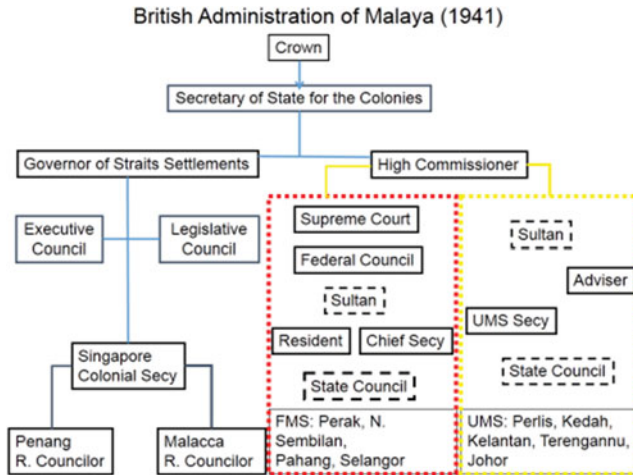 British Administration of Malaya (1941)
Crown
Secretary of State for the Colonies
Governor of Straits Settlements
High Commissioner
Executive
Council
Legislative
Council
Singapore
Colonial Secy
Penang
R. Councilor
Malacca
R. Councilor
Supreme Court
Federal Council
Sultan
Resident
Chief Secy
State Council
FMS: Perak, N.
Sembilan,
Pahang, Selangor
Sultan
Adviser
UMS Secy
State Council
UMS: Perlis, Kedah,
Kelantan, Terengannu,
Johor